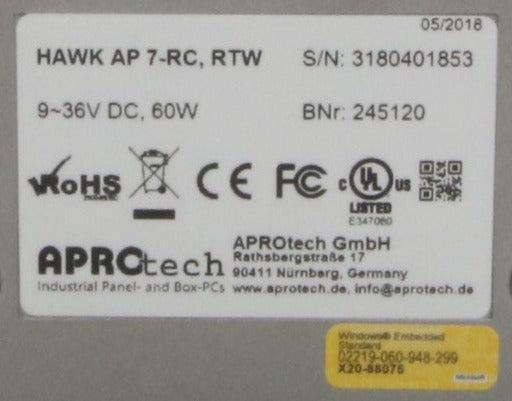 05/2018
HAWK AP 7-RC, RTW S/N: 3180401853
9~36V DC, 60W BNr: 245120
RoHS CE FC c UL US
LISTED
E347060
APROtech APROtech GmbH
Rathsbergstraße 17
90411 Nürnberg, Germany
Industrial Panel- and Box-PCs www.aprotech.de, info@aprotech.de
Windows® Embedded
Standard
02219-060-948-299
X20-88075
Microsoft